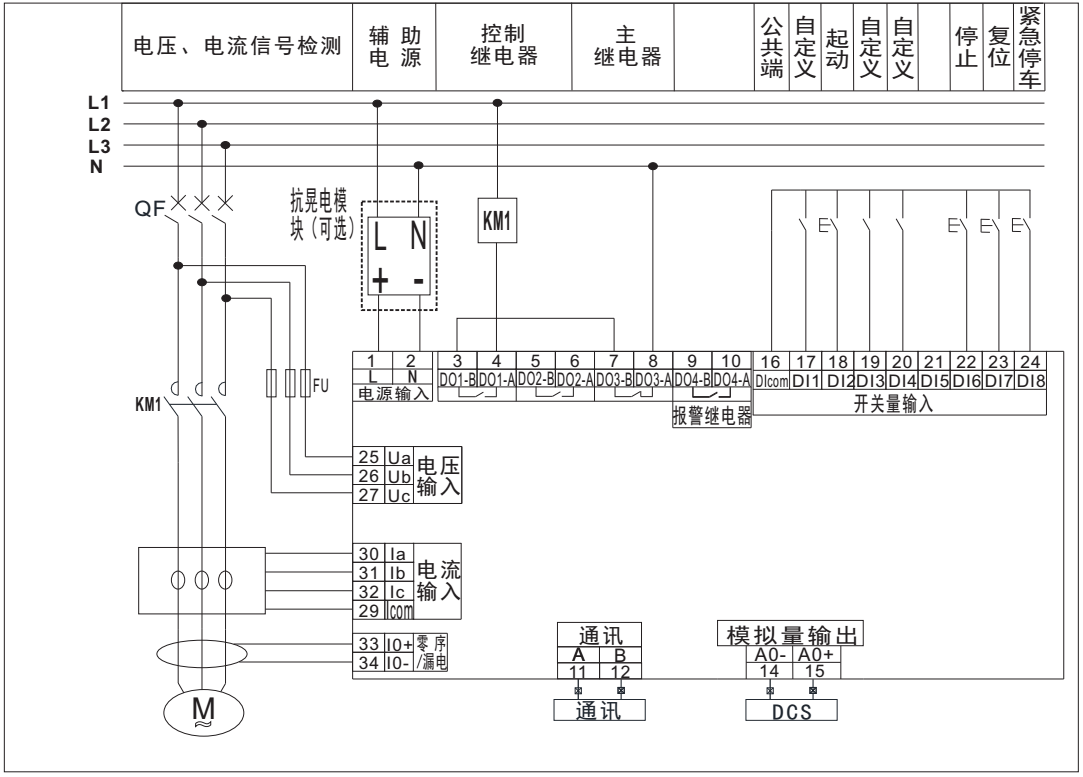 电压、电流信号检测
辅 助
电 源
控制
继电器
主
继电器
公共端
自定义
起动
自定义
自定义
停止
复位
紧急停车
L1
L2
L3
N
QF
抗晃电模
块（可选）
L N
+ -
KM1
KM1
FU
1 2 3 4 5 6 7 8 9 10 16 17 18 19 20 21 22 23 24
L N DO1-B DO1-A DO2-B DO2-A DO3-B DO3-A DO4-B DO4-A DIcom DI1 DI2 DI3 DI4 DI5 DI6 DI7 DI8
电源输入
开关量输入
报警继电器
25 Ua
26 Ub
27 Uc
电压
输入
30 Ia
31 Ib
32 Ic
29 Icom
电流
输入
33 I0+
34 I0-
零序
/漏电
M
≈
通讯
A B
11 12
通讯
模拟量输出
A0- A0+
14 15
DCS